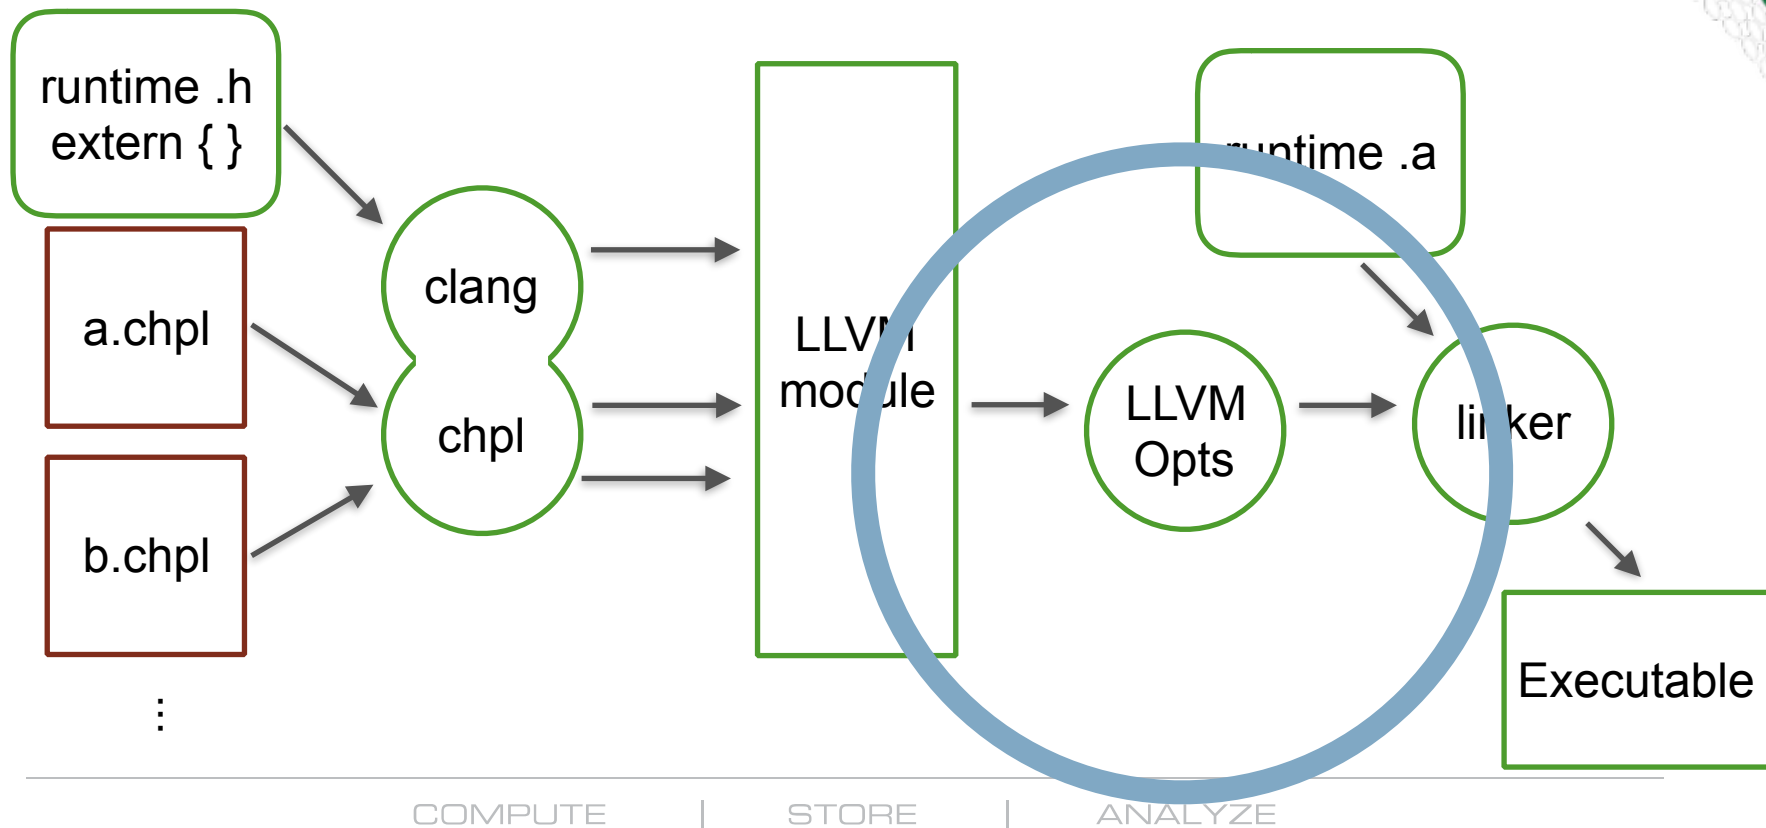 runtime .h
extern { }
a.chpl
b.chpl
...
clang
chpl
LLVM
module
runtime .a
LLVM
Opts
linker
Executable
COMPUTE | STORE | ANALYZE